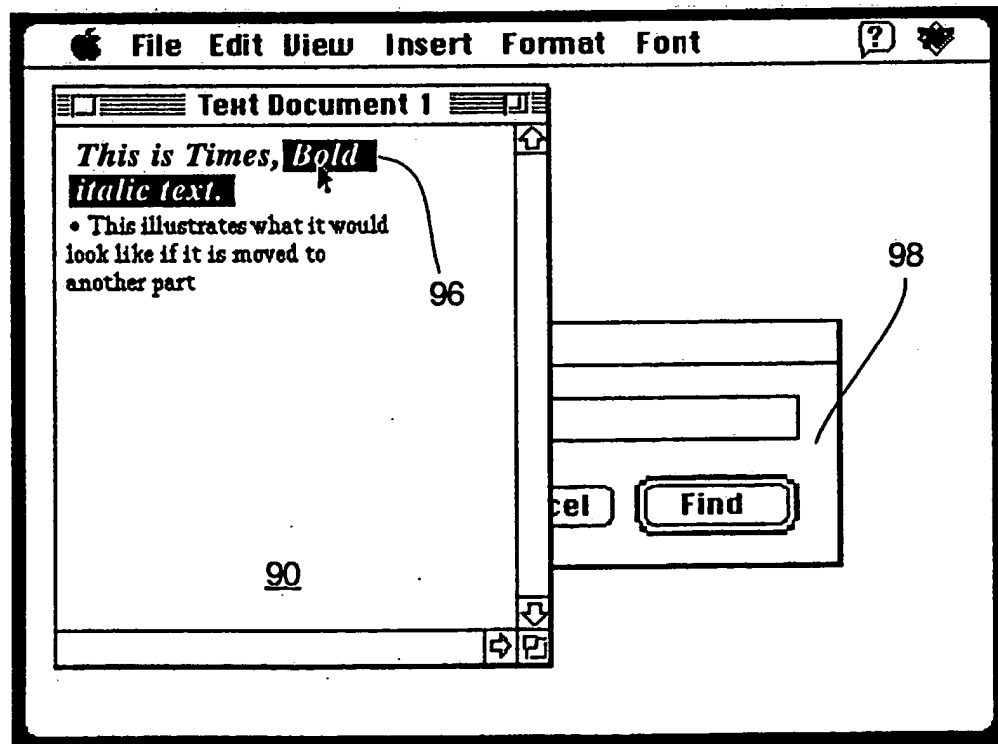 File Edit View Insert Format Font ?
Text Document 1
This is Times, Bold
italic text.
• This illustrates what it would
look like if it is moved to
another part
96
98
cel Find
90